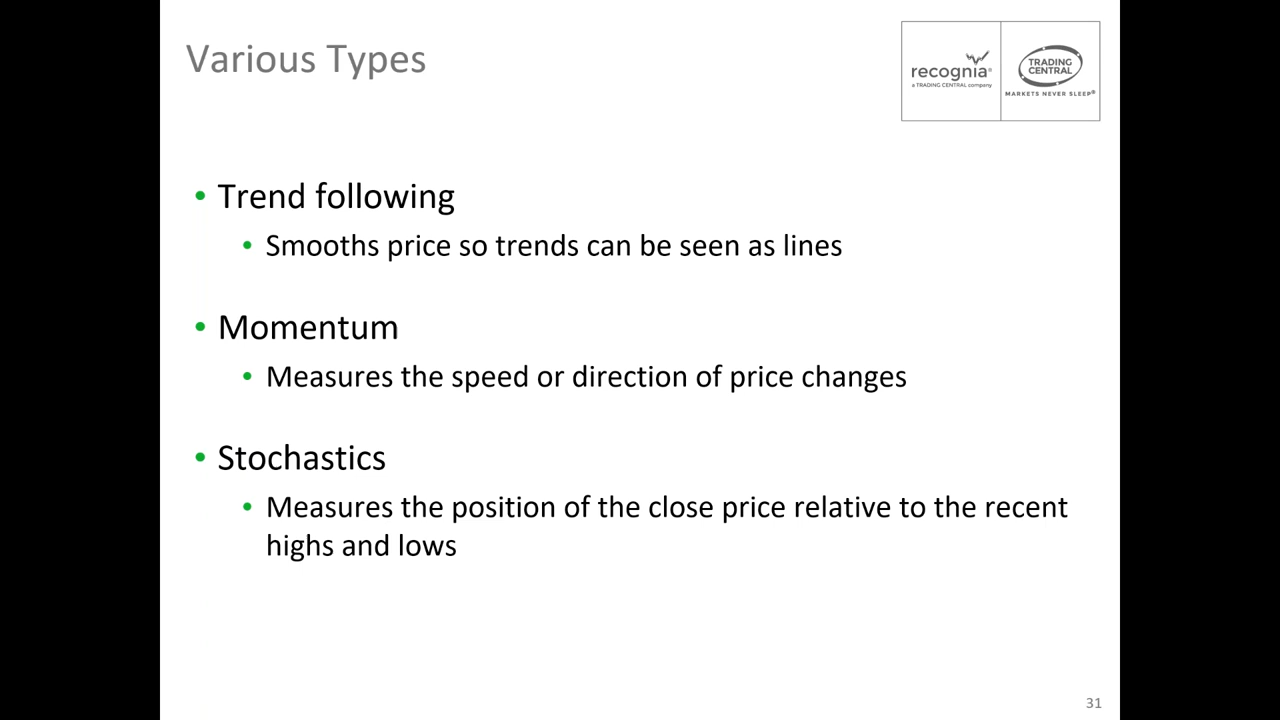 Various Types
recognia®
a TRADING CENTRAL company
TRADING
CENTRAL
MARKETS NEVER SLEEP®
• Trend following
• Smooths price so trends can be seen as lines
• Momentum
• Measures the speed or direction of price changes
• Stochastics
• Measures the position of the close price relative to the recent
highs and lows
31